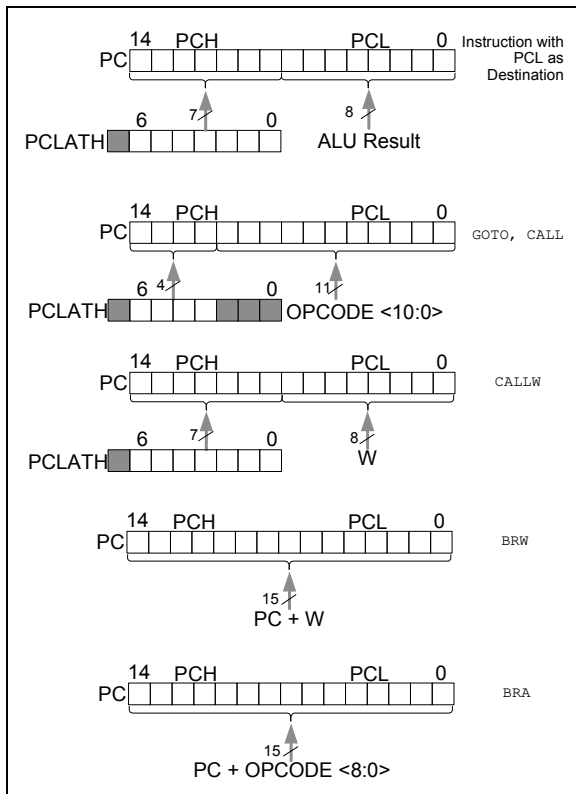 14 PCH PCL 0
PC
Instruction with
PCL as
Destination
7 8
6 0
PCLATH
ALU Result
14 PCH PCL 0
PC
GOTO, CALL
4 11
6 0
PCLATH
OPCODE <10:0>
14 PCH PCL 0
PC
CALLW
7 8
6 0
W
PCLATH
14 PCH PCL 0
PC
BRW
15
PC + W
14 PCH PCL 0
PC
BRA
15
PC + OPCODE <8:0>